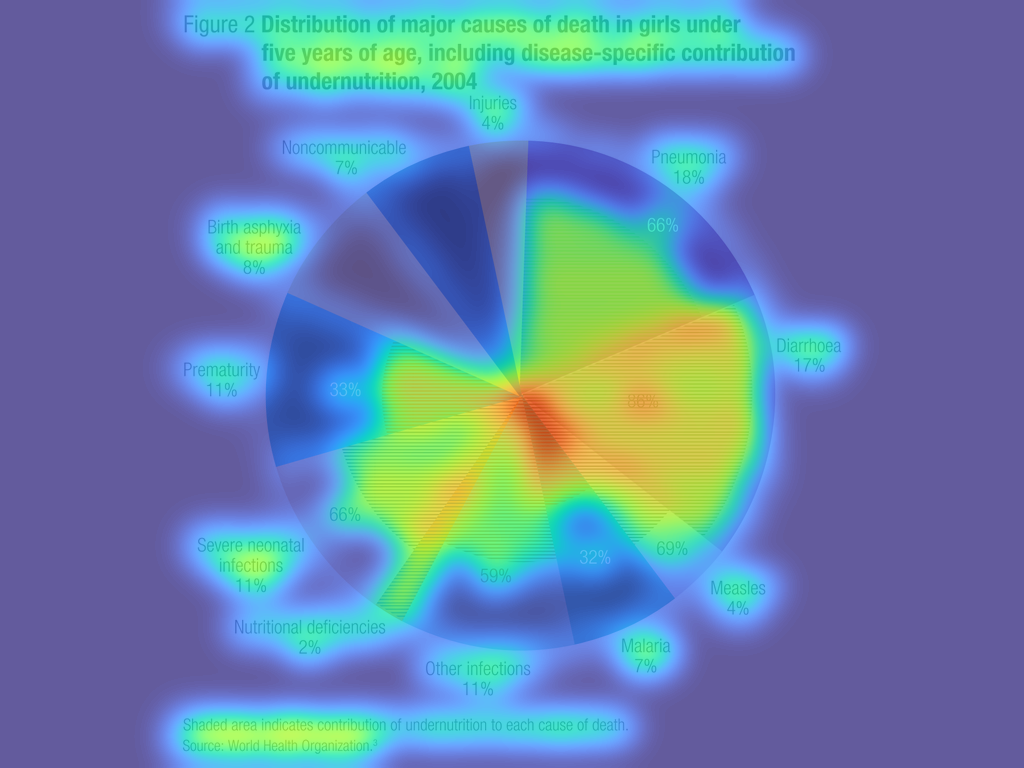 Figure 2 Distribution of major causes of death in girls under
five years of age, including disease-specific contribution
of undernutrition, 2004
Injuries
4%
Noncommunicable
7%
Pneumonia
18%
66%
Birth asphyxia
and trauma
8%
Diarrhoea
17%
Prematurity
11%
33%
66%
Severe neonatal
infections
11%
69%
32%
59%
Measles
4%
Nutritional deficiencies
2%
Malaria
7%
Other infections
11%
Shaded area indicates contribution of undernutrition to each cause of death.
Source: World Health Organization.³